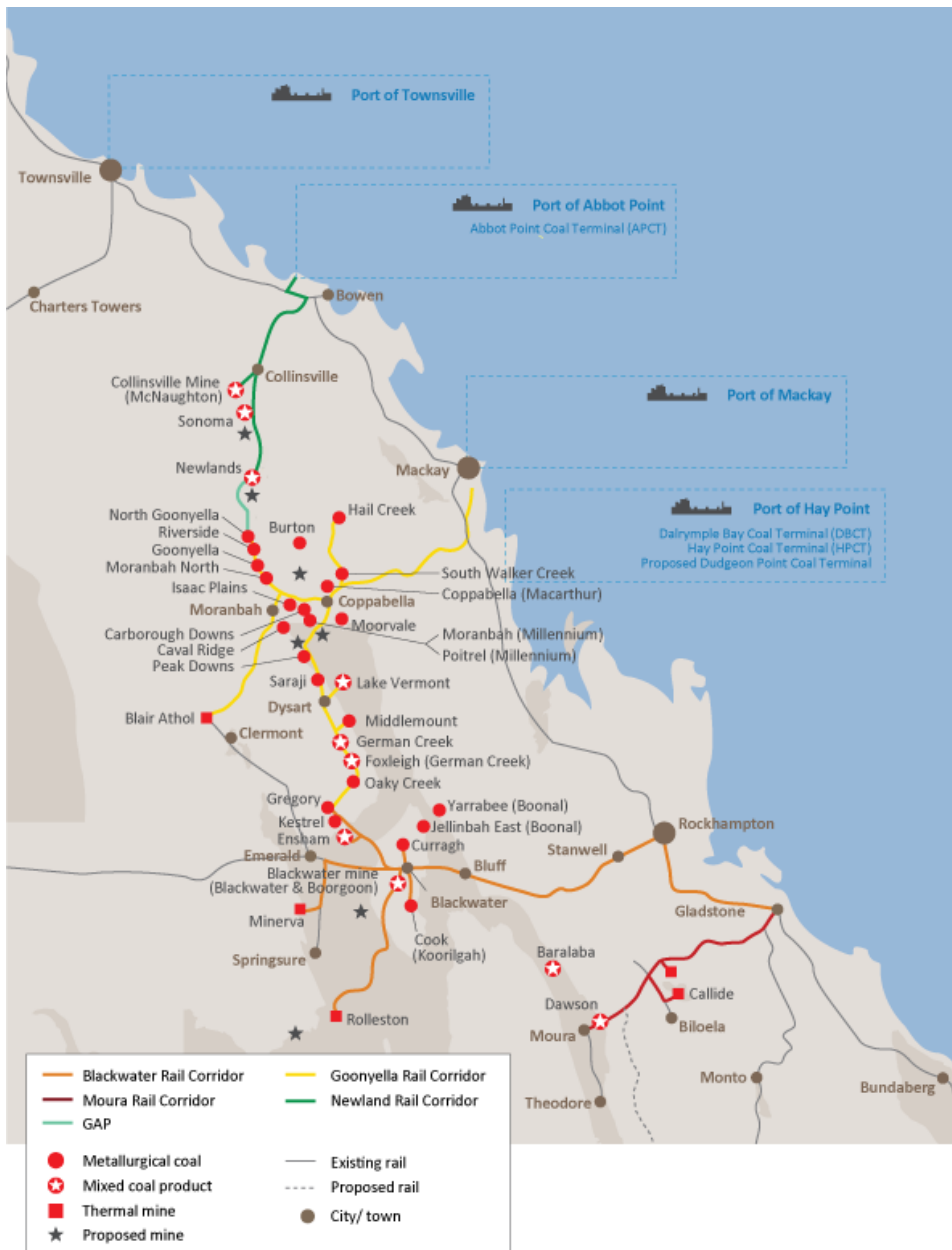 Port of Townsville
Townsville
Port of Abbot Point
Abbot Point Coal Terminal (APCT)
Charters Towers
Bowen
Collinsville
Collinsville Mine
(McNaughton)
Sonoma
Port of Mackay
Newlands
Mackay
Port of Hay Point
Dalrymple Bay Coal Terminal (DBCT)
Hay Point Coal Terminal (HPCT)
Proposed Dudgeon Point Coal Terminal
Hail Creek
North Goonyella
Burton
Riverside
Goonyella
Moranbah North
South Walker Creek
Isaac Plains
Coppabella (Macarthur)
Coppabella
Moranbah
Moorvale
Carborough Downs
Moranbah (Millennium)
Caval Ridge
Poitrel (Millennium)
Peak Downs
Saraji
Lake Vermont
Dysart
Blair Athol
Middlemount
Clermont
German Creek
Foxleigh (German Creek)
Oaky Creek
Gregory
Yarrabee (Boonal)
Kestrel
Jellinbah East (Boonal)
Rockhampton
Ensham
Curragh
Stanwell
Emerald
Bluff
Blackwater mine
(Blackwater & Boorgoon)
Blackwater
Minerva
Gladstone
Cook
(Koorilgah)
Springsure
Baralaba
Callide
Dawson
Rolleston
Biloela
Moura
Monto
Bundaberg
Theodore
Blackwater Rail Corridor
Goonyella Rail Corridor
Moura Rail Corridor
Newland Rail Corridor
GAP
Metallurgical coal
Existing rail
Mixed coal product
Proposed rail
Thermal mine
City/ town
Proposed mine